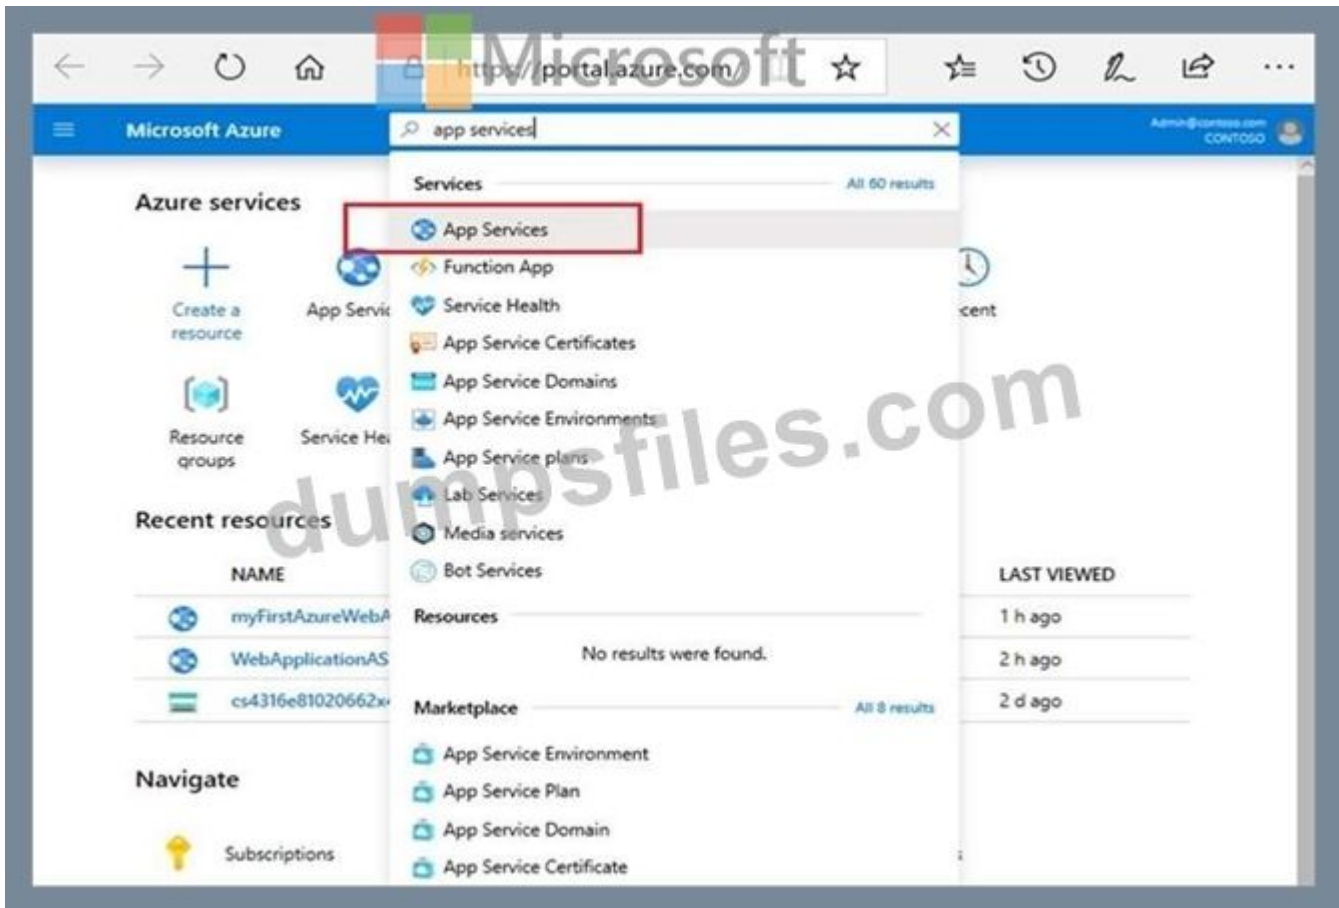 Microsoft
https://portal.azure.com/
Microsoft Azure
app services
Admin@contoso.com
CONTOSO
Services
All 60 results
Azure services
App Services
Function App
Create a
resource
App Servic
Service Health
cent
App Service Certificates
App Service Domains
App Service Environments
Resource
groups
Service Hea
App Service plans
Lab Services
dumpsfiles.com
Recent resources
Media services
Bot Services
NAME
LAST VIEWED
myFirstAzureWebA
Resources
1 h ago
WebApplicationAS
No results were found.
2 h ago
cs4316e81020662x4
Marketplace
All 8 results
2 d ago
App Service Environment
Navigate
App Service Plan
App Service Domain
Subscriptions
App Service Certificate
s